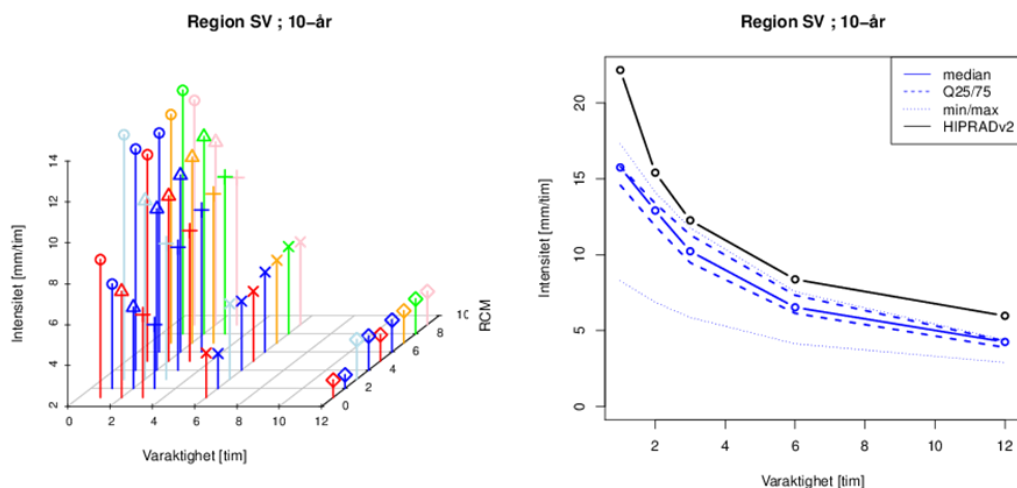 Region SV ; 10−år
Intensitet [mm/tim]
14
12
10
8
6
4
2
0 2 4 6 8 10 12
0 2 4 6 8 10
RCM
Varaktighet [tim]
Region SV ; 10−år
median
Q25/75
min/max
HIPRADv2
Intensitet [mm/tim]
20
15
10
5
0
2 4 6 8 10 12
Varaktighet [tim]